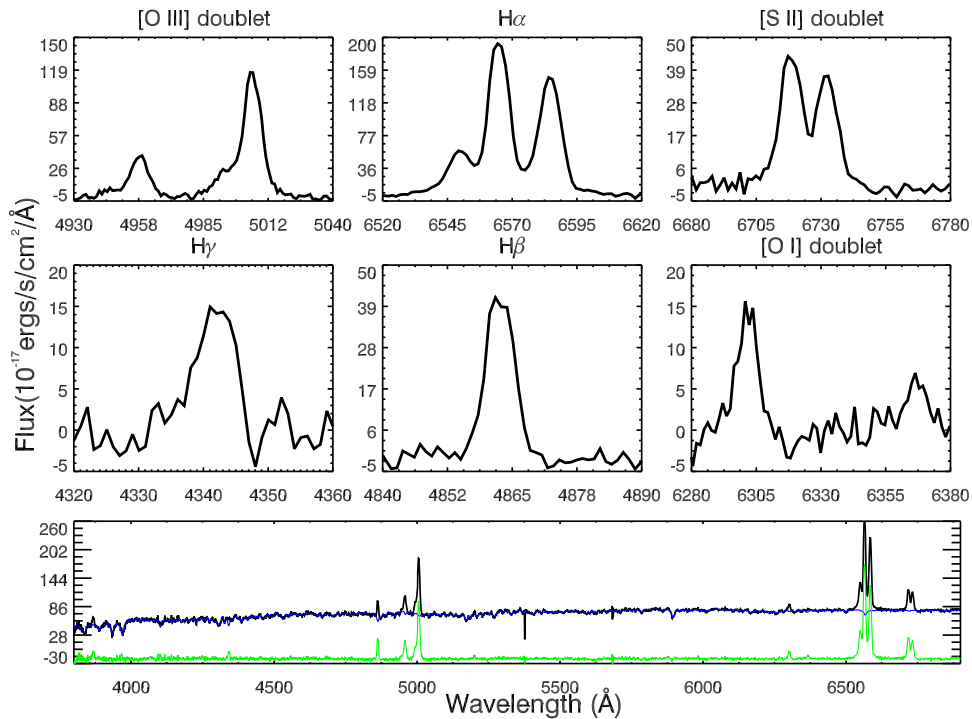 [O III] doublet
Hα
[S II] doublet
150
119
88
57
26
-5
4930 4958 4985 5012 5040
200
159
118
77
36
-5
6520 6545 6570 6595 6620
50
39
28
17
6
-5
6680 6705 6730 6755 6780
Hγ
Hβ
[O I] doublet
20
15
10
5
0
-5
4320 4330 4340 4350 4360
50
39
28
17
6
-5
4840 4852 4865 4878 4890
20
15
10
5
0
-5
6280 6305 6330 6355 6380
Flux(10⁻¹⁷ergs/s/cm²/Å)
260
202
144
86
28
-30
4000 4500 5000 5500 6000 6500
Wavelength (Å)